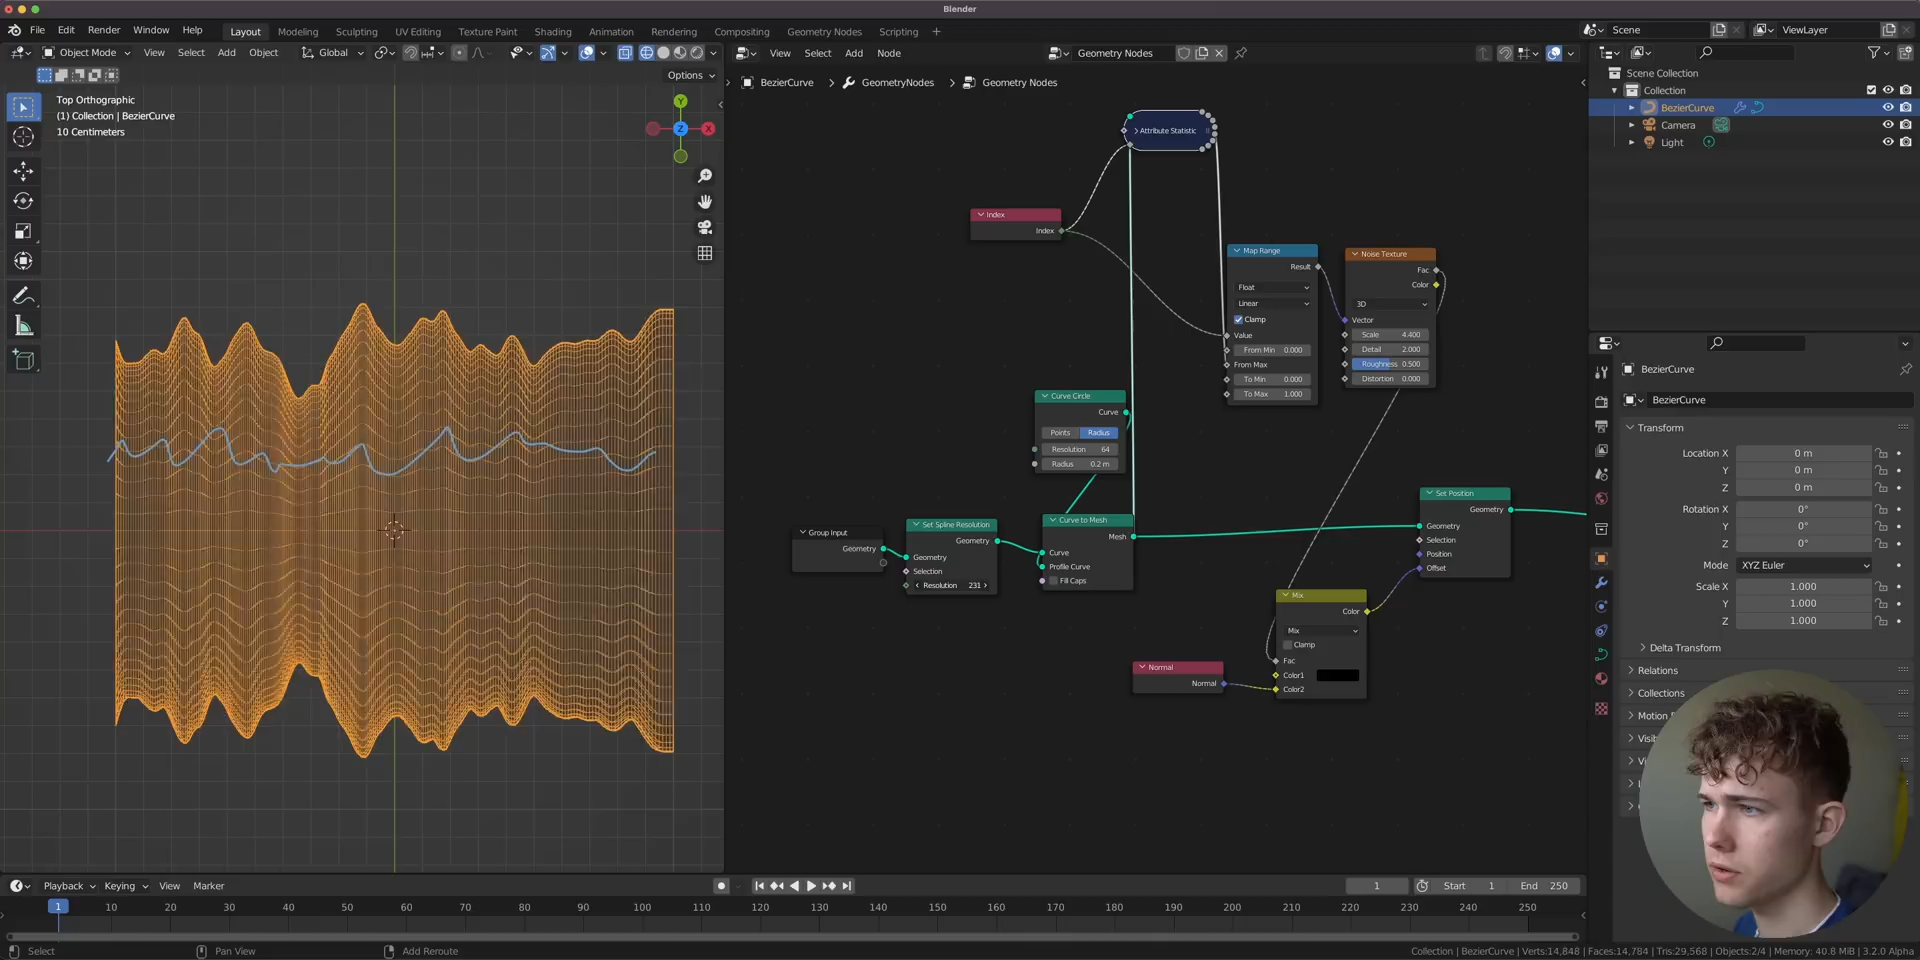 Blender
File Edit Render Window Help
Layout Modeling Sculpting UV Editing Texture Paint Shading Animation Rendering Compositing Geometry Nodes Scripting +
Scene
ViewLayer
Object Mode View Select Add Object Global
View Select Add Node Geometry Nodes
Options
BezierCurve > GeometryNodes > Geometry Nodes
Top Orthographic
(1) Collection | BezierCurve
10 Centimeters
Y
Z
X
Attribute Statistic
Index
Index
Map Range
Result
Float
Linear
Clamp
Value
From Min 0.000
From Max
To Min 0.000
To Max 1.000
Noise Texture
Fac
Color
3D
Vector
Scale 4.400
Detail 2.000
Roughness 0.500
Distortion 0.000
Curve Circle
Curve
Points Radius
Resolution 64
Radius 0.2 m
Group Input
Geometry
Set Spline Resolution
Geometry
Geometry
Selection
Resolution 231
Curve to Mesh
Mesh
Curve
Profile Curve
Fill Caps
Set Position
Geometry
Geometry
Selection
Position
Offset
Mix
Color
Mix
Clamp
Fac
Color1
Color2
Normal
Normal
Scene Collection
Collection
BezierCurve
Camera
Light
BezierCurve
BezierCurve
Transform
Location X 0 m
Y 0 m
Z 0 m
Rotation X 0°
Y 0°
Z 0°
Mode XYZ Euler
Scale X 1.000
Y 1.000
Z 1.000
Delta Transform
Relations
Collections
Motion
Playback Keying View Marker
1 Start 1 End 250
1 10 20 30 40 50 60 70 80 90 100 110 120 130 140 150 160 170 180 190 200 210 220 230 240 250
Select Pan View Add Reroute
Collection | BezierCurve | Verts:14,848 | Faces:14,784 | Tris:29,568 | Objects:2/4 | Memory: 40.8 MiB | 3.2.0 Alpha